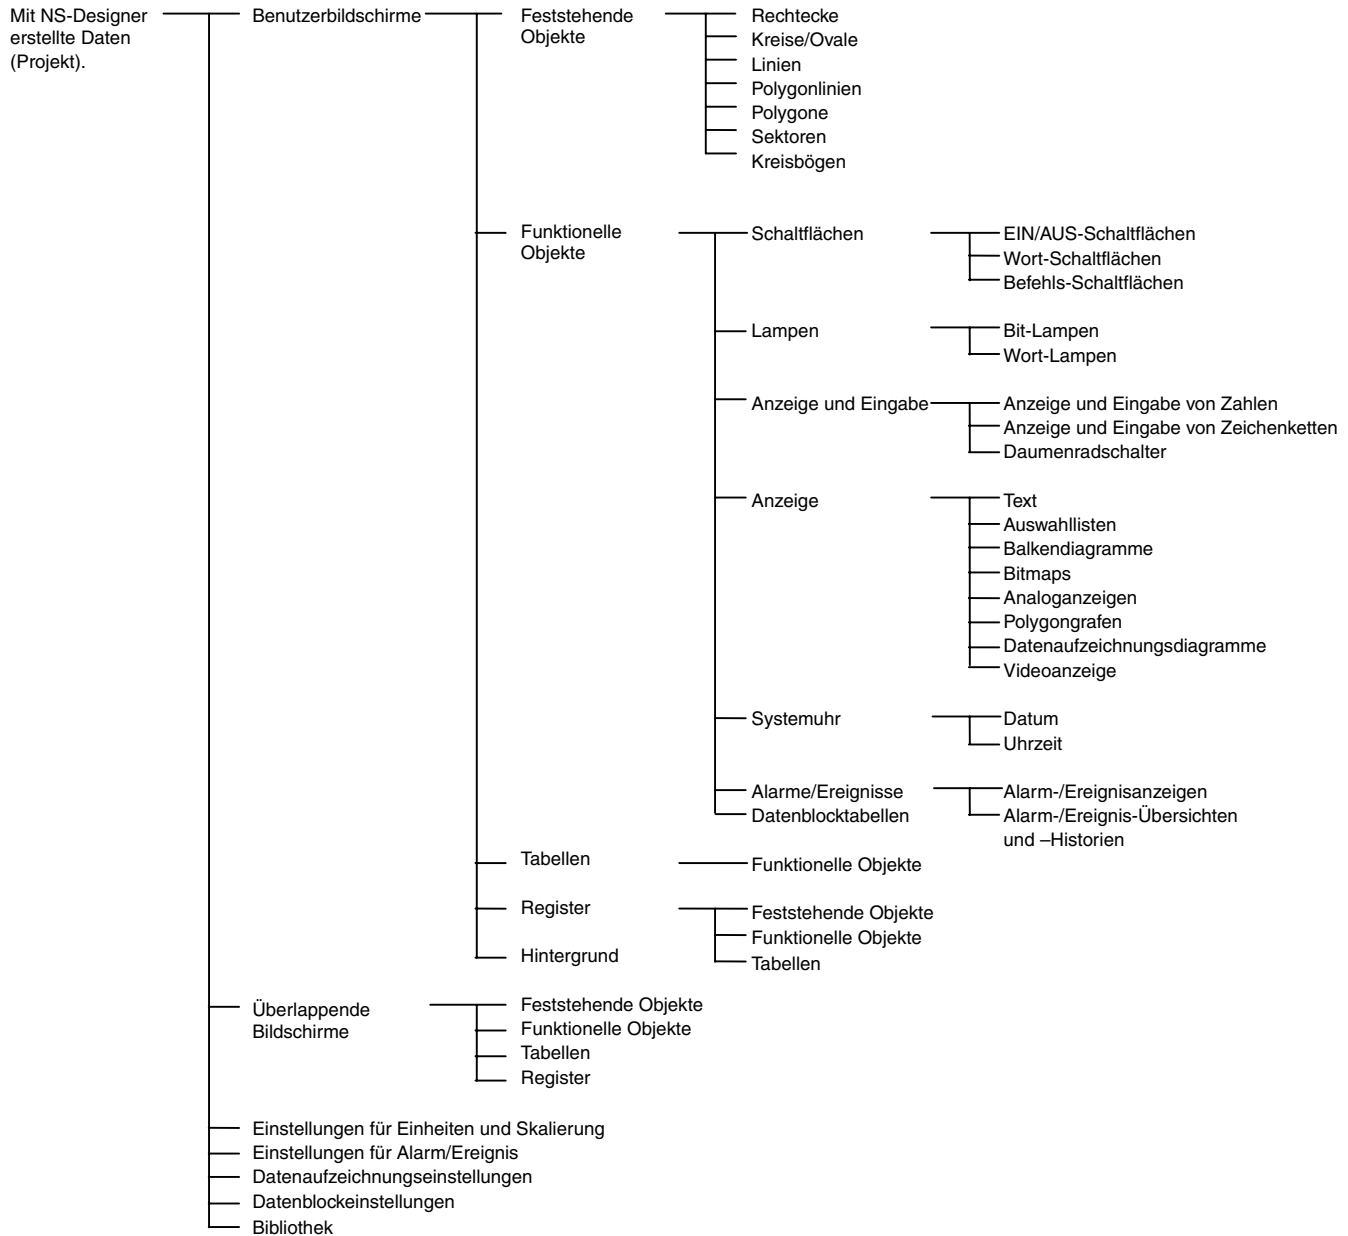 Mit NS-Designer
erstellte Daten
(Projekt).
Benutzerbildschirme
Feststehende
Objekte
Rechtecke
Kreise/Ovale
Linien
Polygonlinien
Polygone
Sektoren
Kreisbögen
Funktionelle
Objekte
Schaltflächen
EIN/AUS-Schaltflächen
Wort-Schaltflächen
Befehls-Schaltflächen
Lampen
Bit-Lampen
Wort-Lampen
Anzeige und Eingabe
Anzeige und Eingabe von Zahlen
Anzeige und Eingabe von Zeichenketten
Daumenradschalter
Anzeige
Text
Auswahllisten
Balkendiagramme
Bitmaps
Analoganzeigen
Polygongrafen
Datenaufzeichnungsdiagramme
Videoanzeige
Systemuhr
Datum
Uhrzeit
Alarme/Ereignisse
Alarm-/Ereignisanzeigen
Alarm-/Ereignis-Übersichten
und –Historien
Datenblocktabellen
Tabellen
Funktionelle Objekte
Register
Feststehende Objekte
Funktionelle Objekte
Tabellen
Hintergrund
Überlappende
Bildschirme
Feststehende Objekte
Funktionelle Objekte
Tabellen
Register
Einstellungen für Einheiten und Skalierung
Einstellungen für Alarm/Ereignis
Datenaufzeichnungseinstellungen
Datenblockeinstellungen
Bibliothek